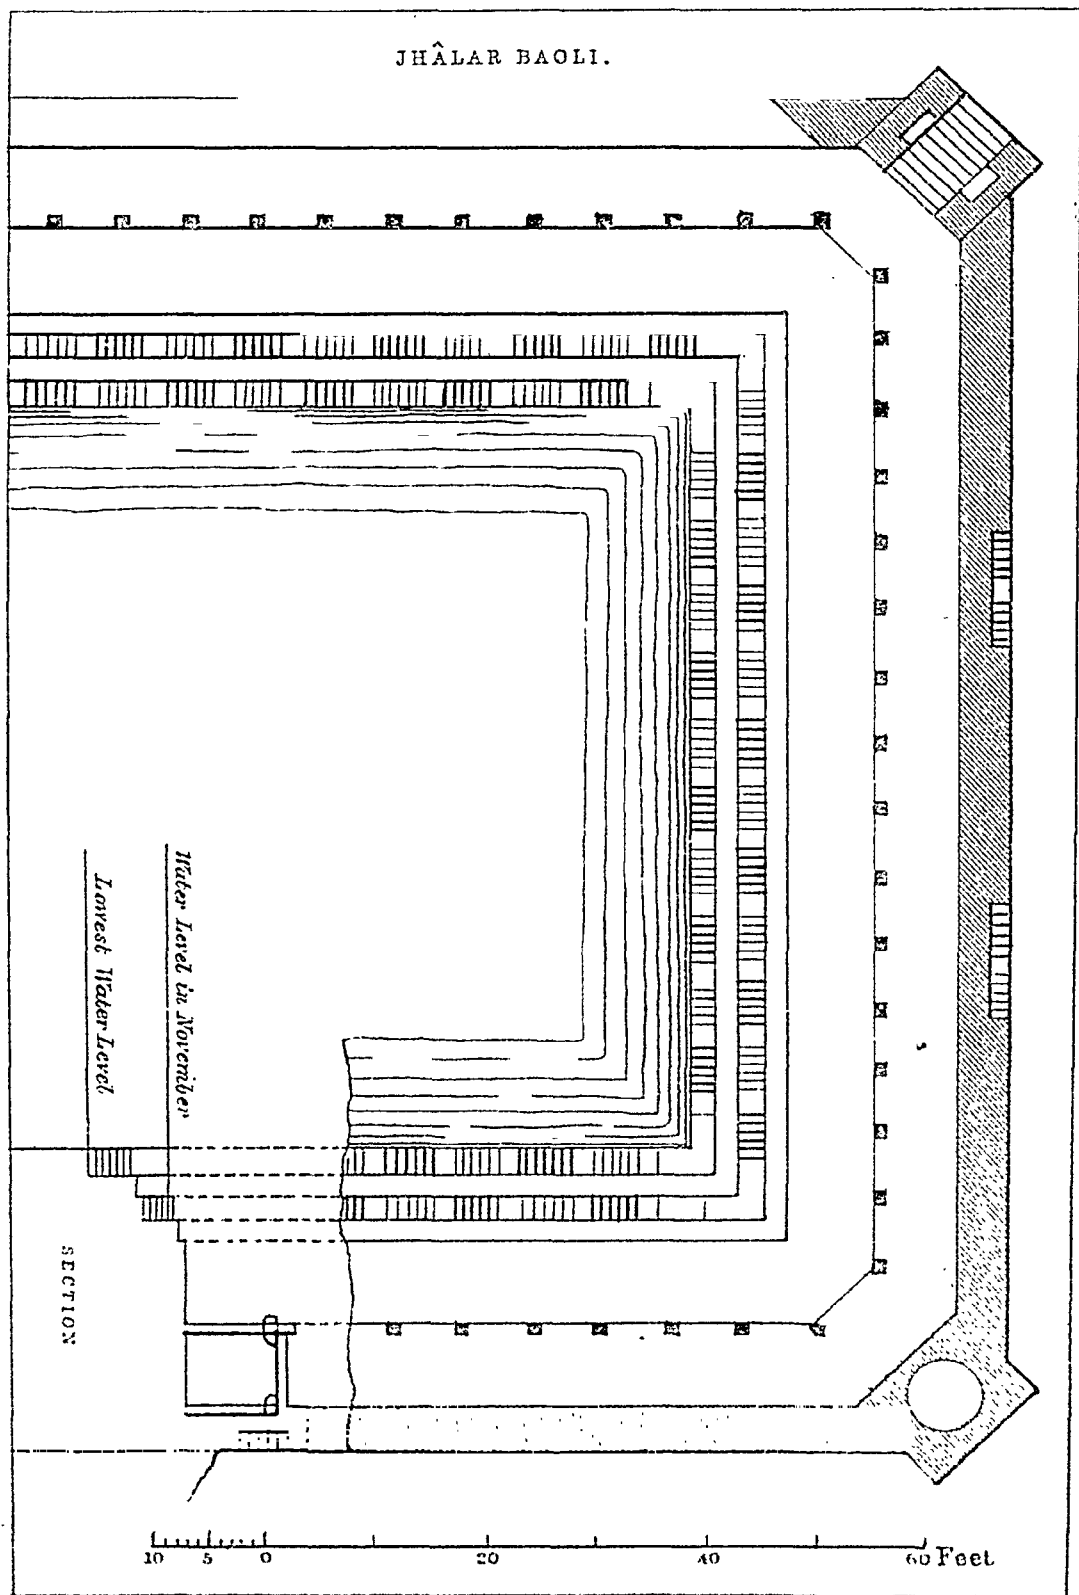 JHÂLAR BAOLI.
Water Level in November
Lowest Water Level
SECTION
10 5 0 20 40 60 Feet